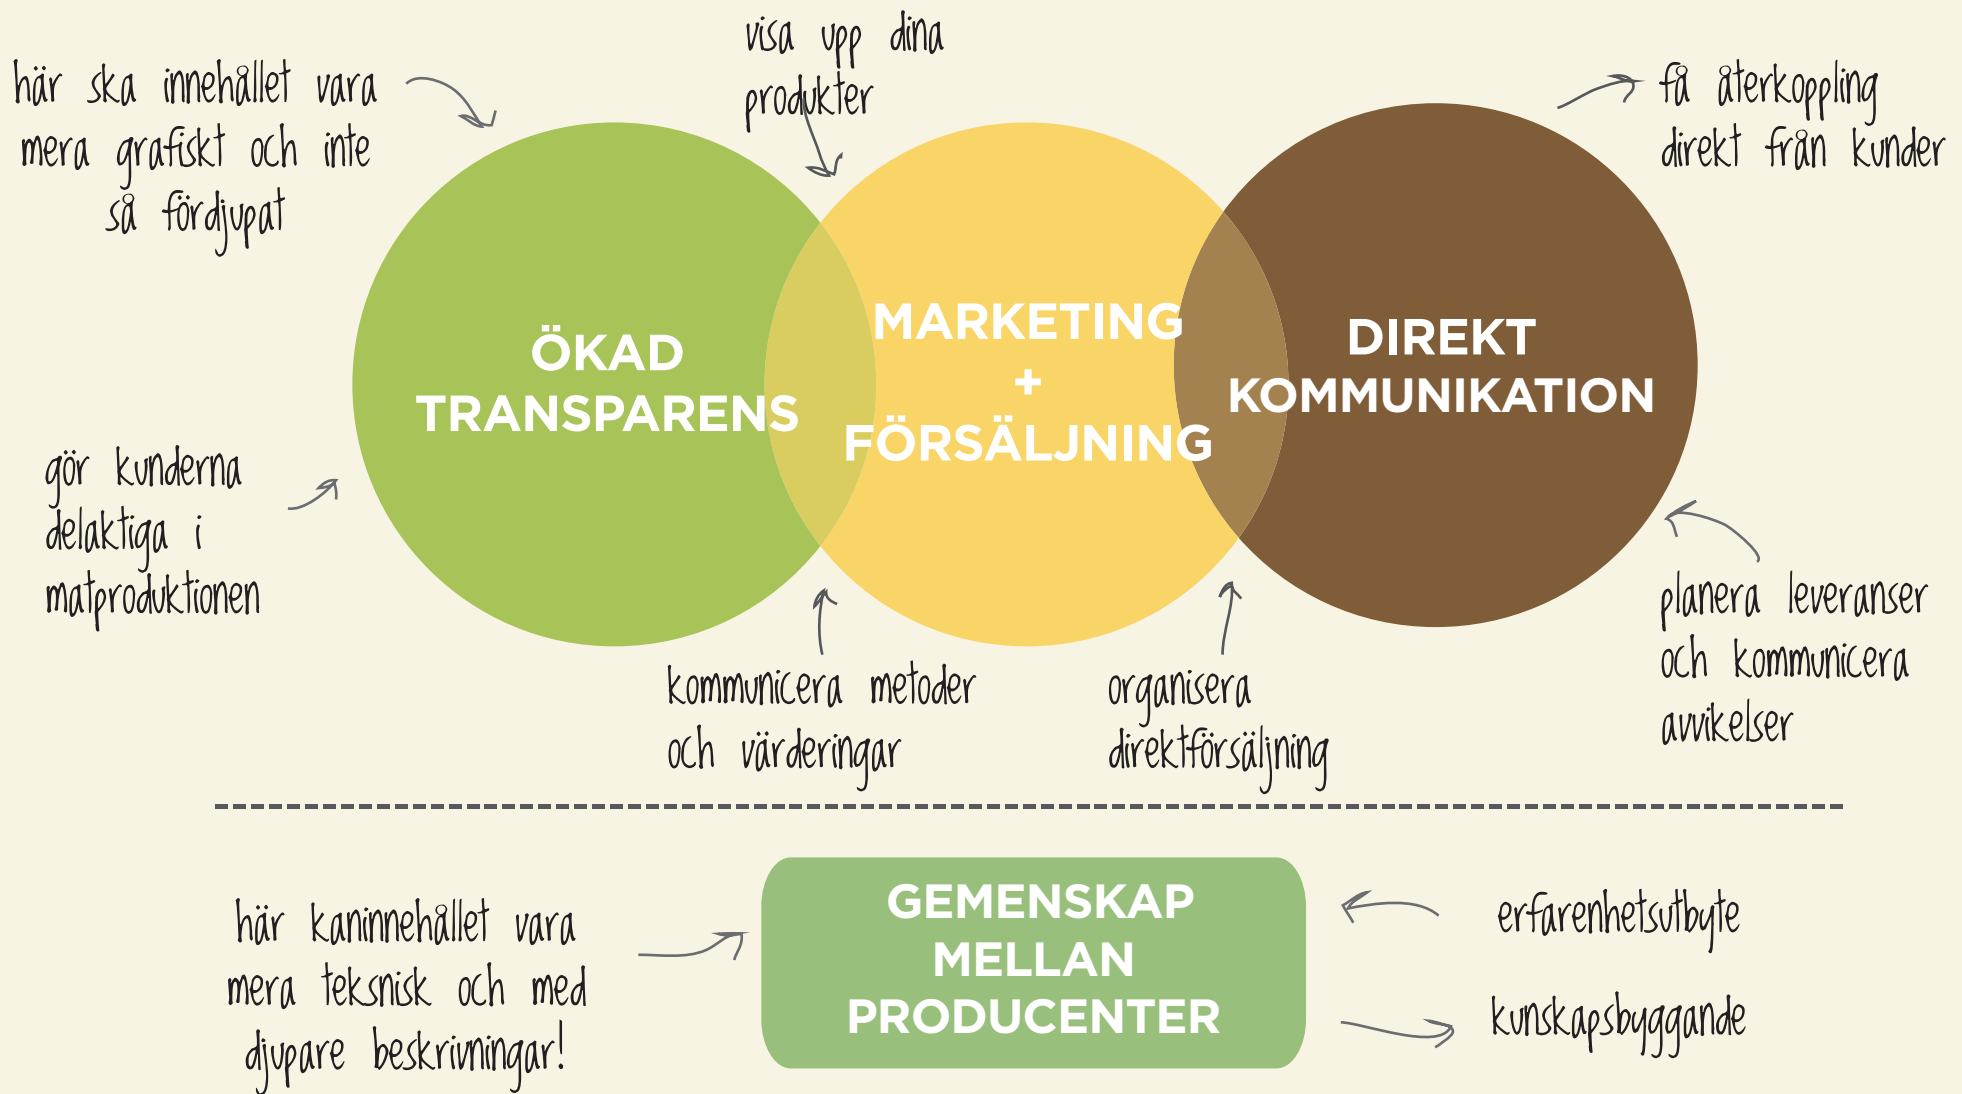 visa upp dina
produkter
här ska innehållet vara
mera grafiskt och inte
så fördjupat
få återkoppling
direkt från kunder
ÖKAD
TRANSPARENS
MARKETING
+
FÖRSÄLJNING
DIREKT
KOMMUNIKATION
gör kunderna
delaktiga i
matproduktionen
kommunicera metoder
och värderingar
organisera
direktförsäljning
planera leveranser
och kommunicera
avvikelser
här kaninnehållet vara
mera teksnisk och med
djupare beskrivningar!
GEMENSKAP
MELLAN
PRODUCENTER
erfarenhetsutbyte
kunskapsbyggande